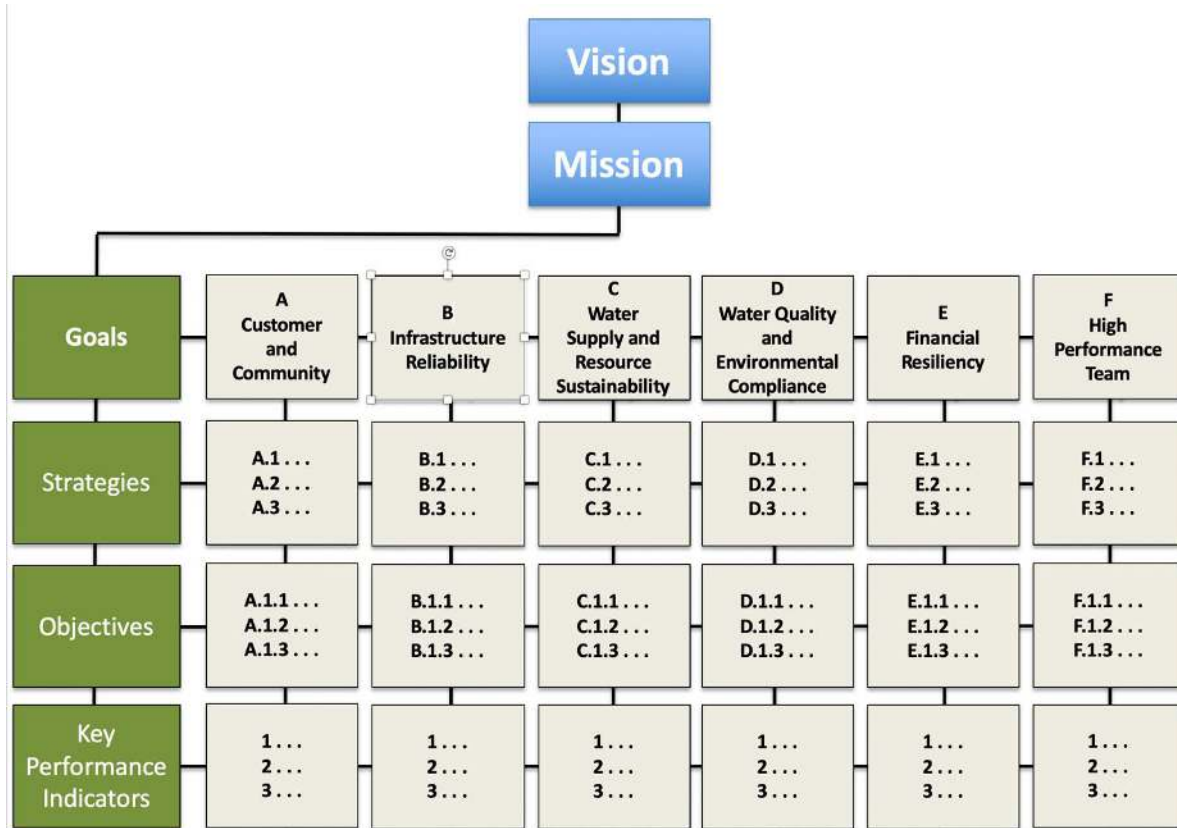 Vision
Mission
Goals
A
Customer
and
Community
B
Infrastructure
Reliability
C
Water
Supply and
Resource
Sustainability
D
Water Quality
and
Environmental
Compliance
E
Financial
Resiliency
F
High
Performance
Team
Strategies
A.1 . . .
A.2 . . .
A.3 . . .
B.1 . . .
B.2 . . .
B.3 . . .
C.1 . . .
C.2 . . .
C.3 . . .
D.1 . . .
D.2 . . .
D.3 . . .
E.1 . . .
E.2 . . .
E.3 . . .
F.1 . . .
F.2 . . .
F.3 . . .
Objectives
A.1.1 . . .
A.1.2 . . .
A.1.3 . . .
B.1.1 . . .
B.1.2 . . .
B.1.3 . . .
C.1.1 . . .
C.1.2 . . .
C.1.3 . . .
D.1.1 . . .
D.1.2 . . .
D.1.3 . . .
E.1.1 . . .
E.1.2 . . .
E.1.3 . . .
F.1.1 . . .
F.1.2 . . .
F.1.3 . . .
Key
Performance
Indicators
1 . . .
2 . . .
3 . . .
1 . . .
2 . . .
3 . . .
1 . . .
2 . . .
3 . . .
1 . . .
2 . . .
3 . . .
1 . . .
2 . . .
3 . . .
1 . . .
2 . . .
3 . . .